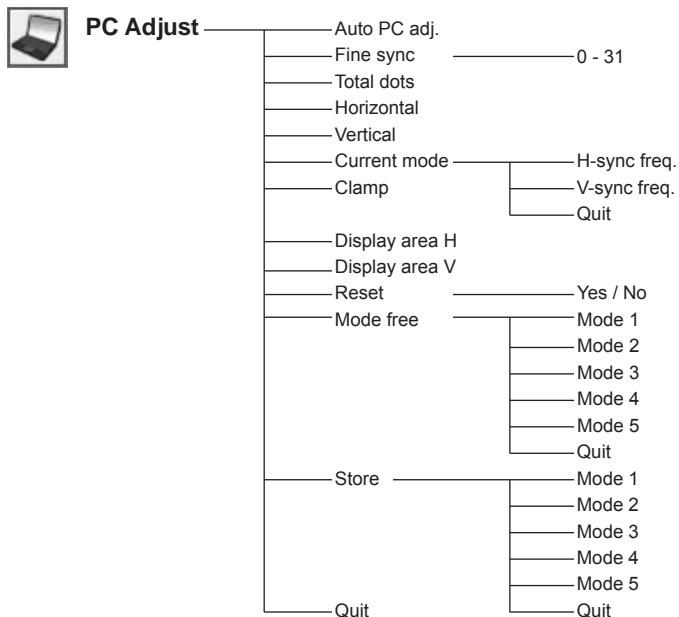 PC Adjust
Auto PC adj.
Fine sync 0 - 31
Total dots
Horizontal
Vertical
Current mode H-sync freq.
Clamp V-sync freq.
Quit
Display area H
Display area V
Reset Yes / No
Mode free Mode 1
Mode 2
Mode 3
Mode 4
Mode 5
Quit
Store Mode 1
Mode 2
Mode 3
Mode 4
Mode 5
Quit Quit